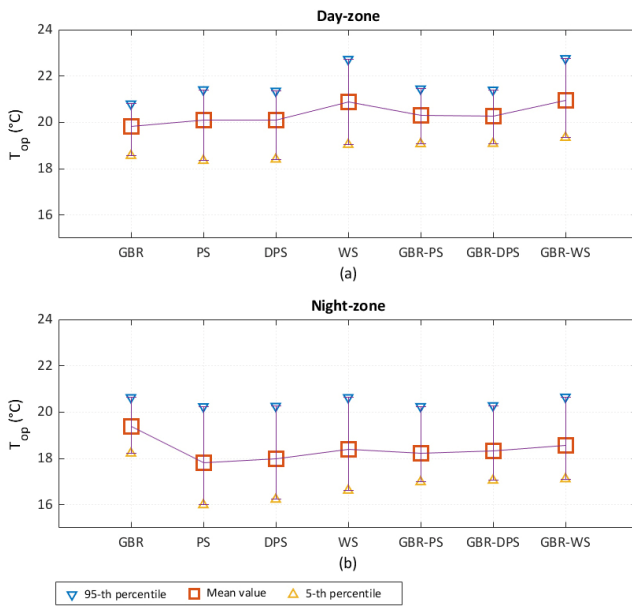 Day-zone
24
22
20
18
16
T_op (°C)
GBR PS DPS WS GBR-PS GBR-DPS GBR-WS
(a)
Night-zone
24
22
20
18
16
T_op (°C)
GBR PS DPS WS GBR-PS GBR-DPS GBR-WS
(b)
95-th percentile Mean value 5-th percentile